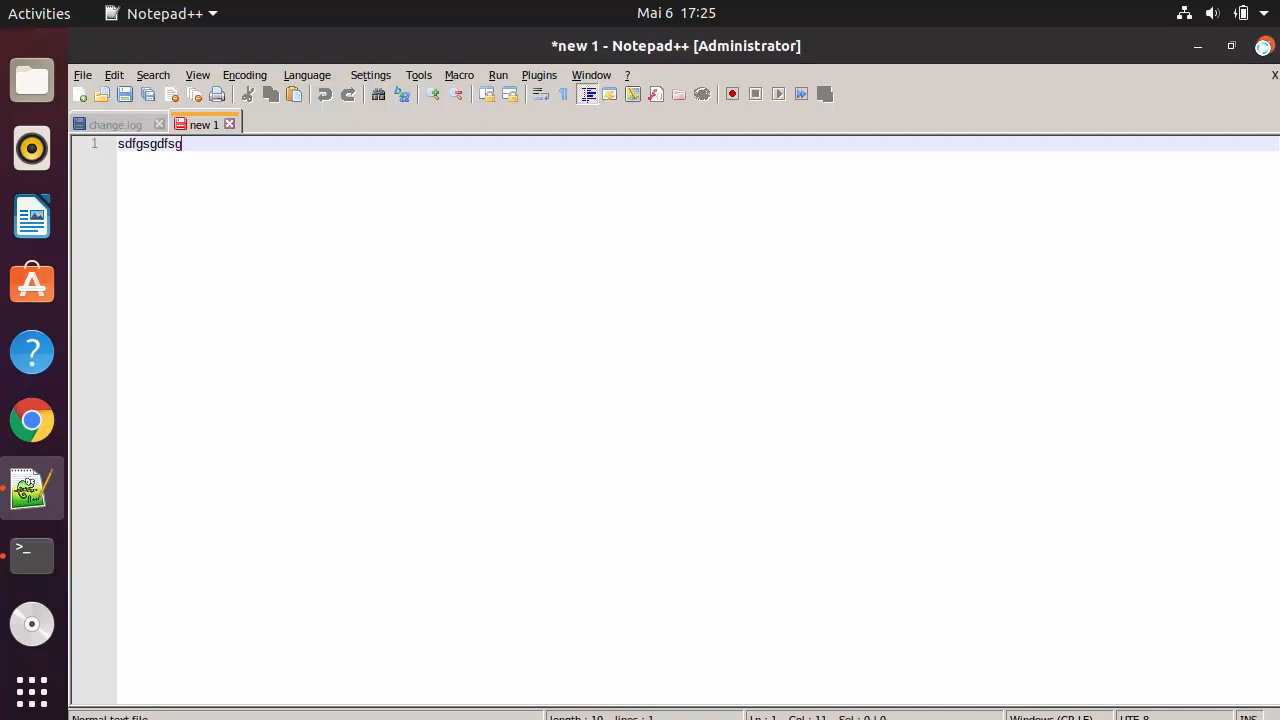 Activities Notepad++ Mai 6 17:25
*new 1 - Notepad++ [Administrator]
File Edit Search View Encoding Language Settings Tools Macro Run Plugins Window ? X
change.log new 1
1 sdfgsgdfsg
Normal text file length : 10 lines : 1 Ln : 1 Col : 11 Sel : 0 | 0 Windows (CR LF) UTF-8 INS